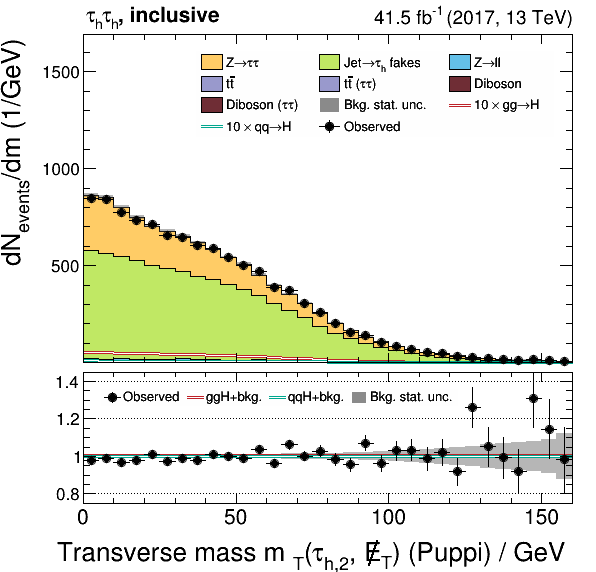 τhτh, inclusive 41.5 fb-1 (2017, 13 TeV)
dNevents/dm (1/GeV)
1500
1000
500
Z→ττ Jet→τh fakes Z→ll
tt̄ tt̄ (ττ) Diboson
Diboson (ττ) Bkg. stat. unc. 10 × gg→H
10 × qq→H Observed
1.4
1.2
1
0.8
Observed ggH+bkg. qqH+bkg. Bkg. stat. unc.
0 50 100 150
Transverse mass m T(τh,2, E̸T) (Puppi) / GeV